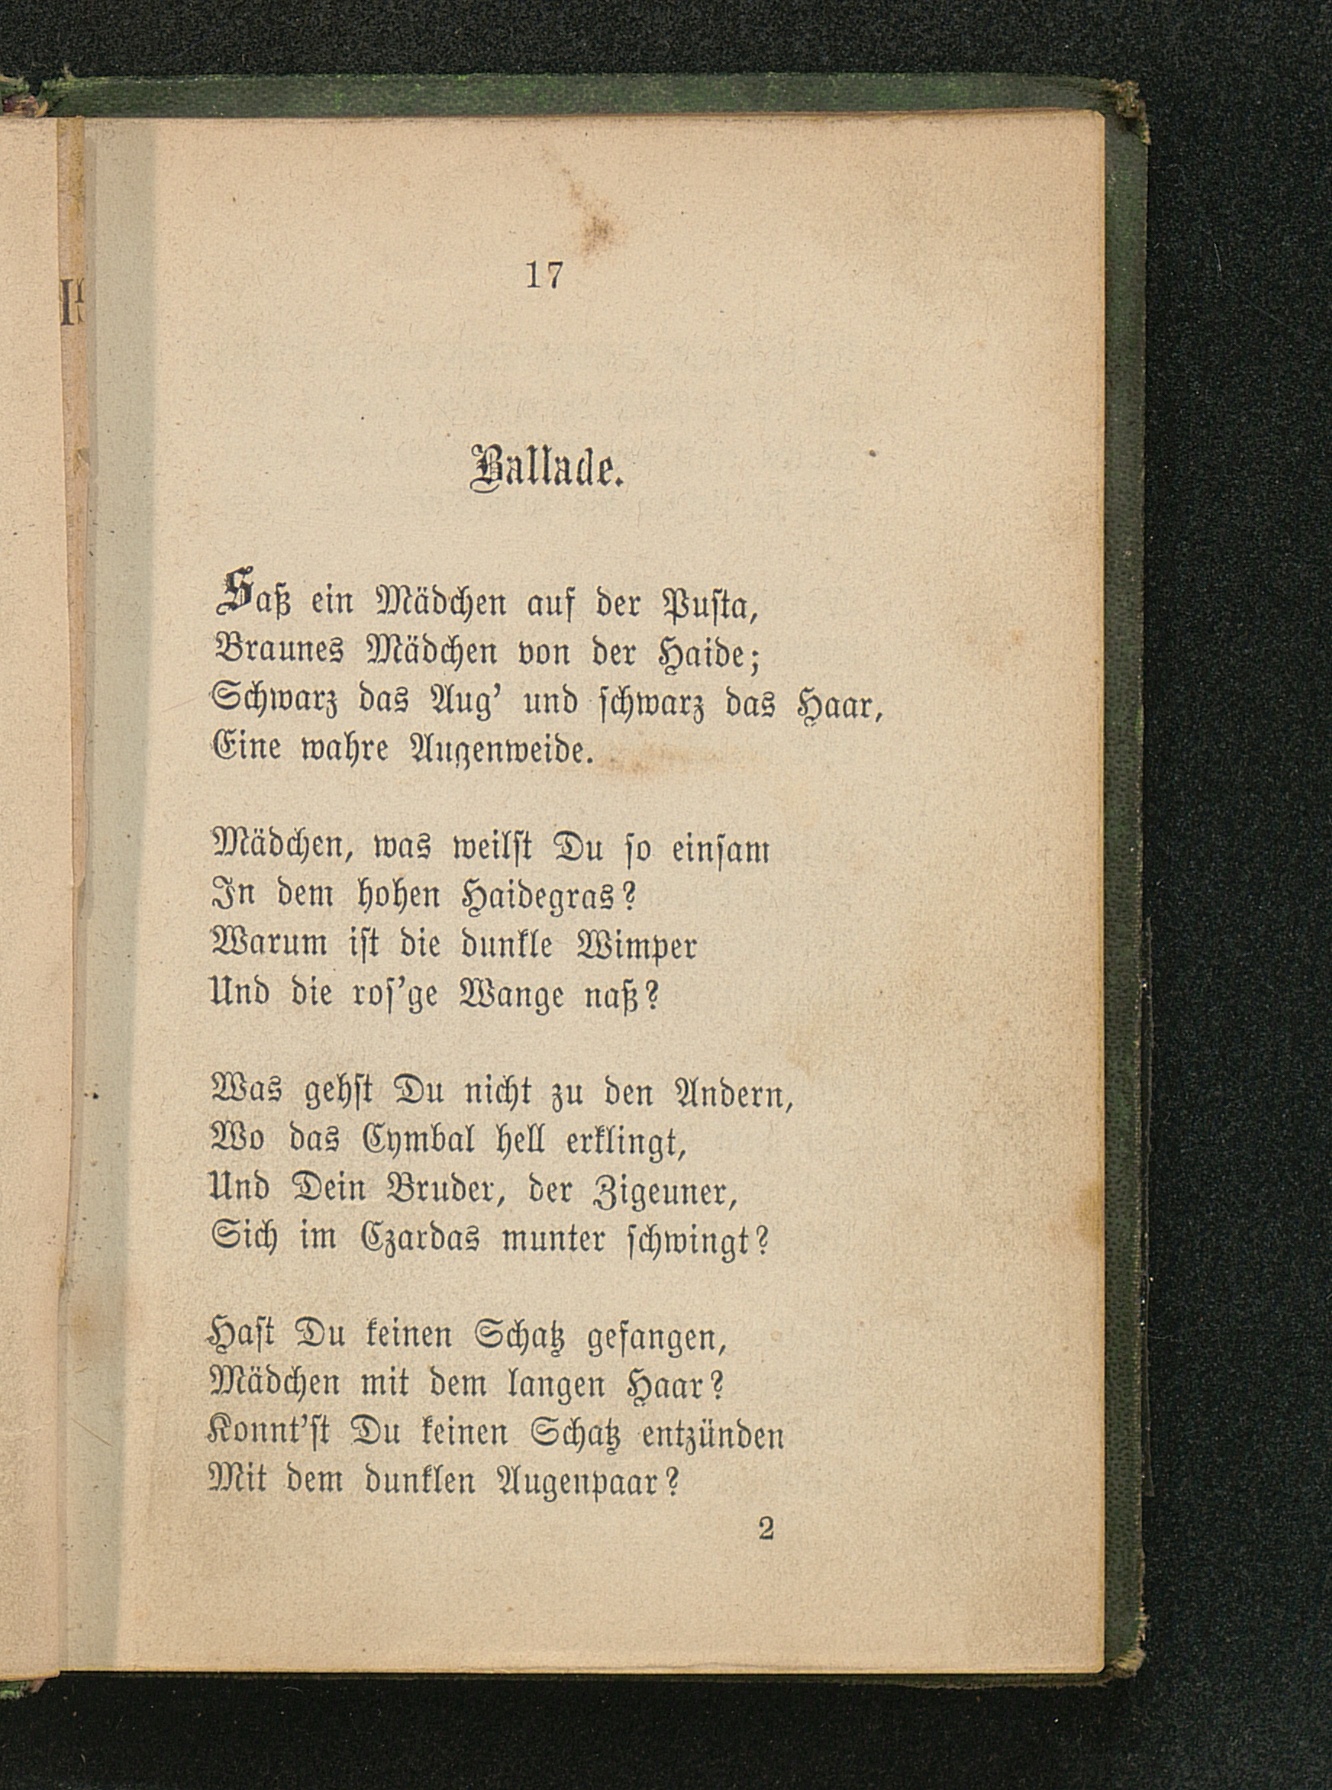 17
Ballade.
Saß ein Mädchen auf der Pusta,
Braunes Mädchen von der Haide;
Schwarz das Aug’ und schwarz das Haar,
Eine wahre Augenweide.
Mädchen, was weilst Du so einsam
In dem hohen Haidegras?
Warum ist die dunkle Wimper
Und die ros’ge Wange naß?
Was gehst Du nicht zu den Andern,
Wo das Cymbal hell erklingt,
Und Dein Bruder, der Zigeuner,
Sich im Czardas munter schwingt?
Hast Du keinen Schatz gefangen,
Mädchen mit dem langen Haar?
Konnt’st Du keinen Schatz entzünden
Mit dem dunklen Augenpaar?
2